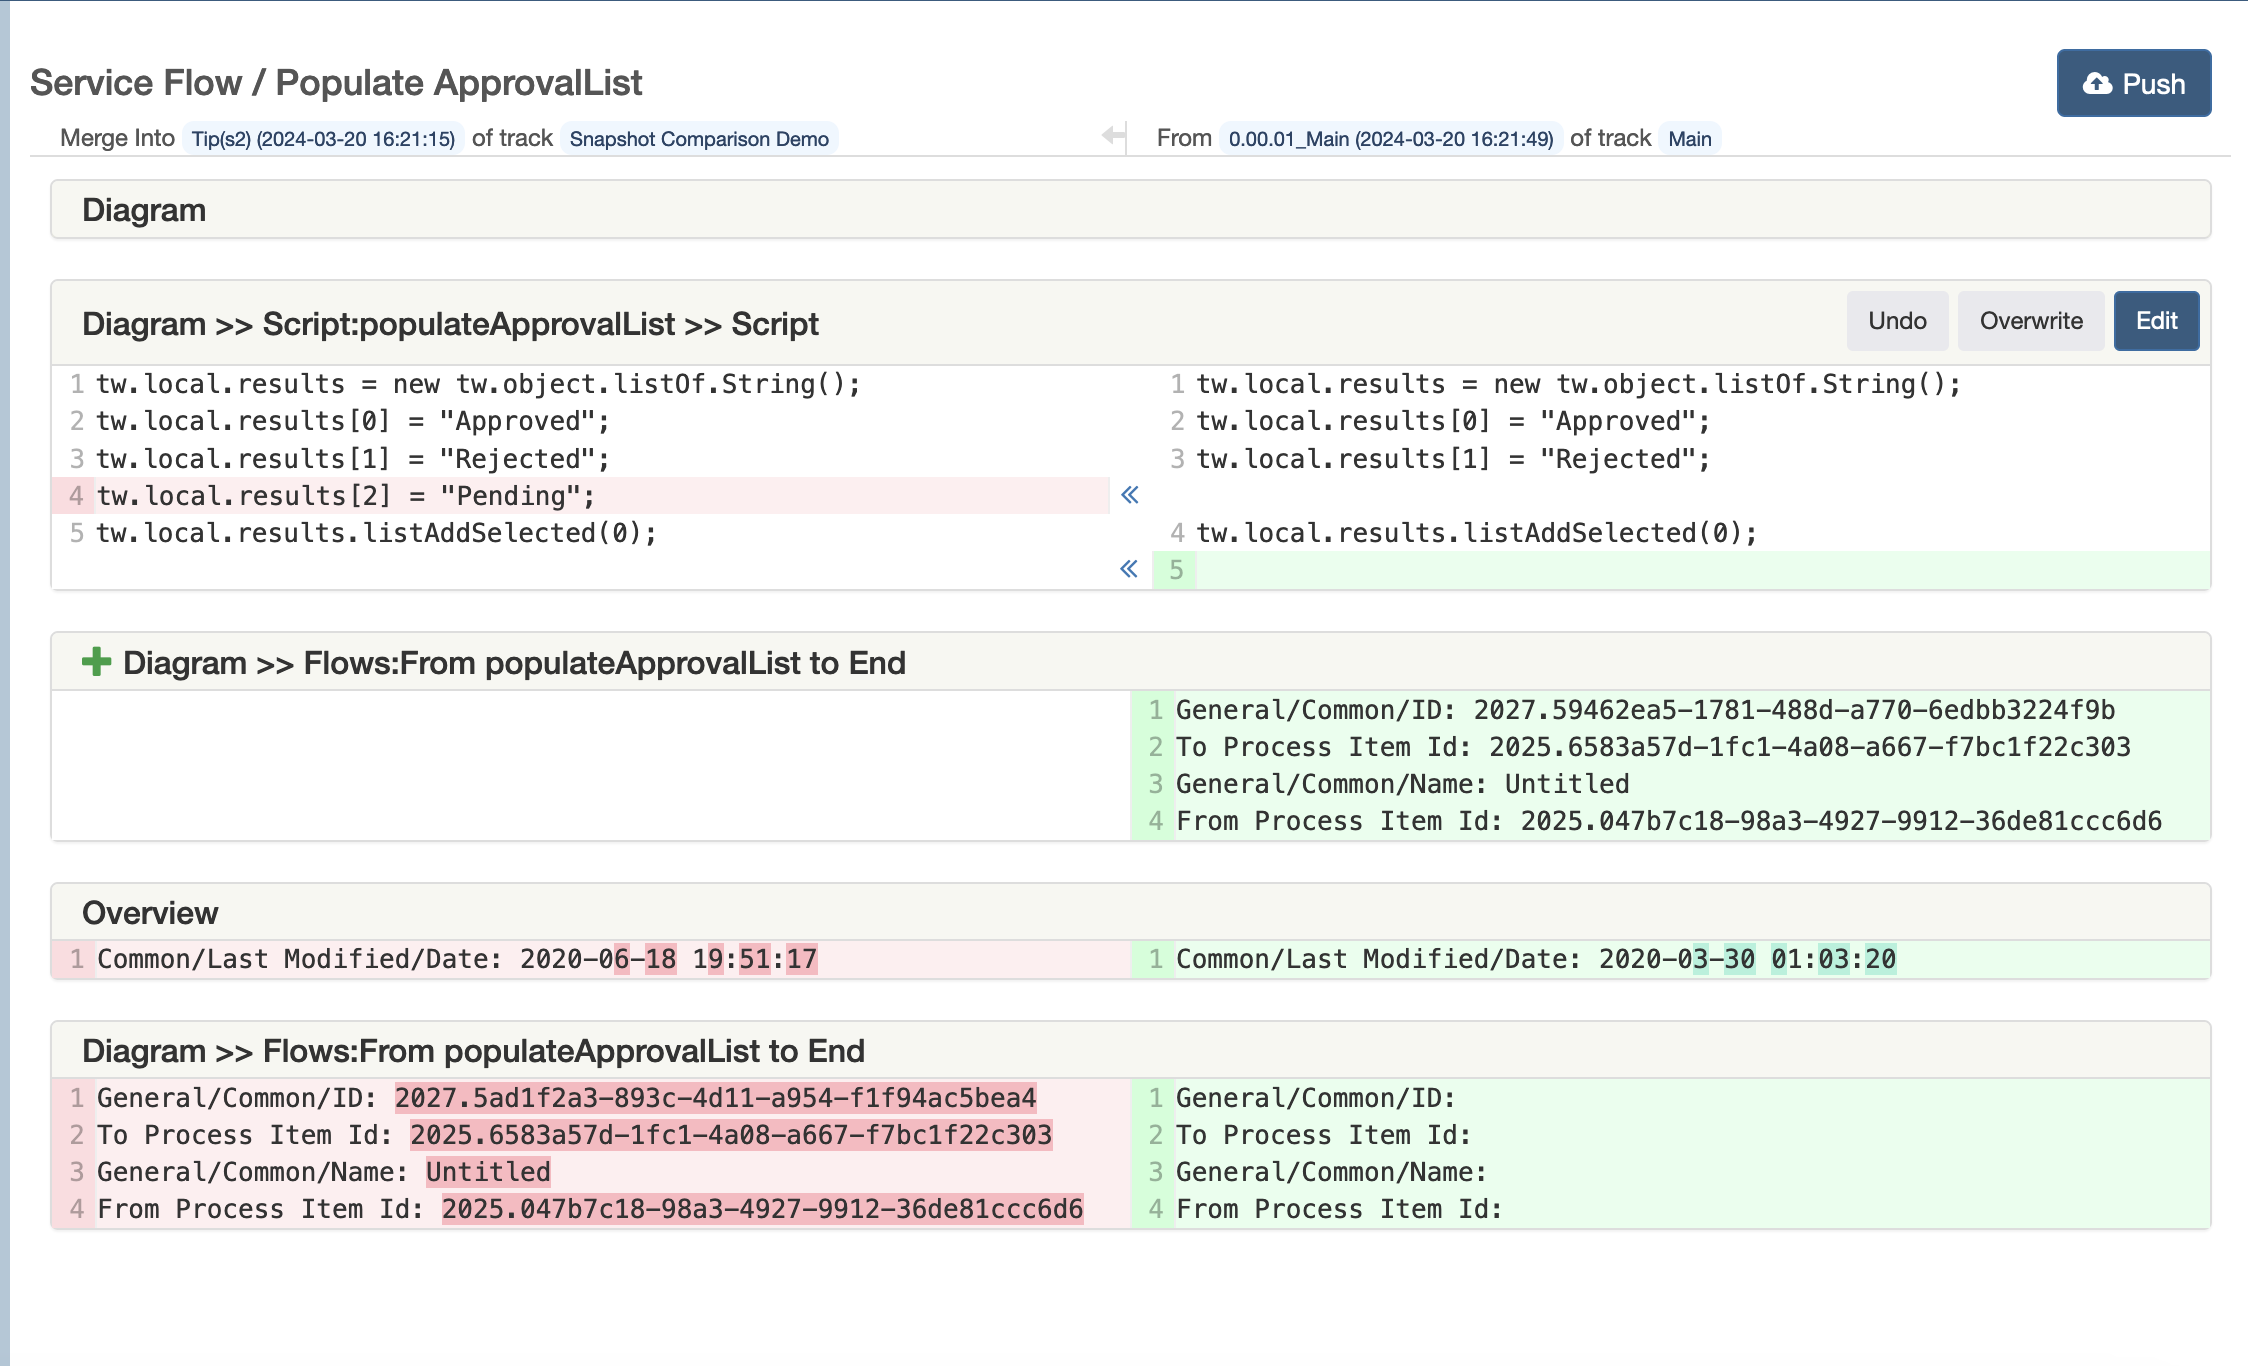 Service Flow / Populate ApprovalList
Push
Merge Into Tip(s2) (2024-03-20 16:21:15) of track Snapshot Comparison Demo
From 0.00.01_Main (2024-03-20 16:21:49) of track Main
Diagram
Diagram >> Script:populateApprovalList >> Script
Undo Overwrite Edit
1 tw.local.results = new tw.object.listOf.String();
2 tw.local.results[0] = "Approved";
3 tw.local.results[1] = "Rejected";
4 tw.local.results[2] = "Pending";
5 tw.local.results.listAddSelected(0);
«
«
1 tw.local.results = new tw.object.listOf.String();
2 tw.local.results[0] = "Approved";
3 tw.local.results[1] = "Rejected";
4 tw.local.results.listAddSelected(0);
5
Diagram >> Flows:From populateApprovalList to End
1 General/Common/ID: 2027.59462ea5-1781-488d-a770-6edbb3224f9b
2 To Process Item Id: 2025.6583a57d-1fc1-4a08-a667-f7bc1f22c303
3 General/Common/Name: Untitled
4 From Process Item Id: 2025.047b7c18-98a3-4927-9912-36de81ccc6d6
Overview
1 Common/Last Modified/Date: 2020-06-18 19:51:17
1 Common/Last Modified/Date: 2020-03-30 01:03:20
Diagram >> Flows:From populateApprovalList to End
1 General/Common/ID: 2027.5ad1f2a3-893c-4d11-a954-f1f94ac5bea4
2 To Process Item Id: 2025.6583a57d-1fc1-4a08-a667-f7bc1f22c303
3 General/Common/Name: Untitled
4 From Process Item Id: 2025.047b7c18-98a3-4927-9912-36de81ccc6d6
1 General/Common/ID:
2 To Process Item Id:
3 General/Common/Name:
4 From Process Item Id: